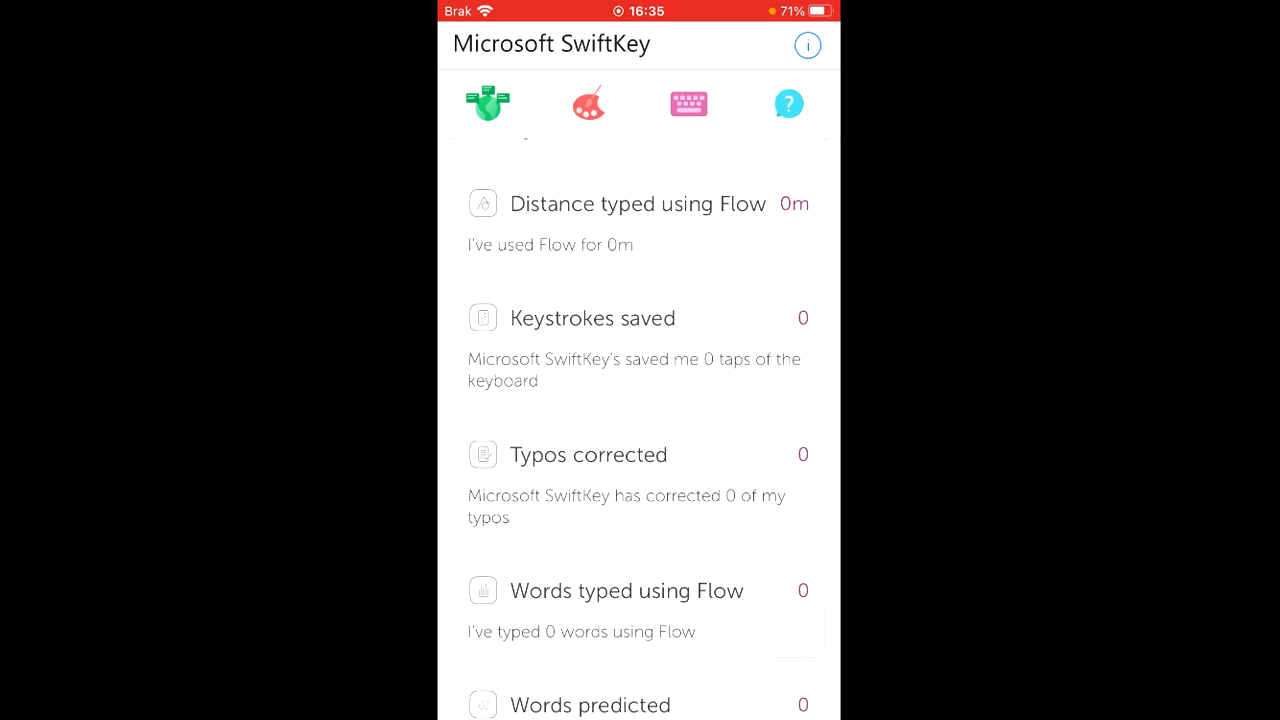 Brak 16:35 71%
Microsoft SwiftKey i
?
Distance typed using Flow 0m
I've used Flow for 0m
Keystrokes saved 0
Microsoft SwiftKey's saved me 0 taps of the
keyboard
Typos corrected 0
Microsoft SwiftKey has corrected 0 of my
typos
Words typed using Flow 0
I've typed 0 words using Flow
Words predicted 0